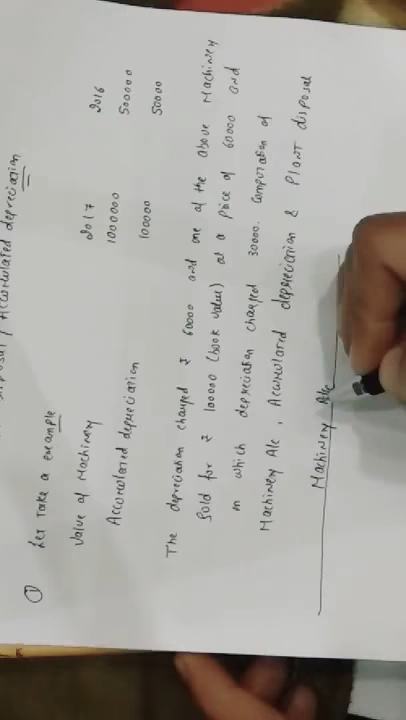 Accumulated depreciation
① Let Take a example
2017 2016
Value of Machinery 1000000 500000
Accumulated depreciation 100000 50000
The depreciation charged ₹ 60000 and one of the above Machinery
Sold for ₹ 100000 (book value) at a price of 60000 and
in which depreciation charged 30000. Computation of
Machinery A/c, Accumulated depreciation & Plant disposal
Machinery A/c